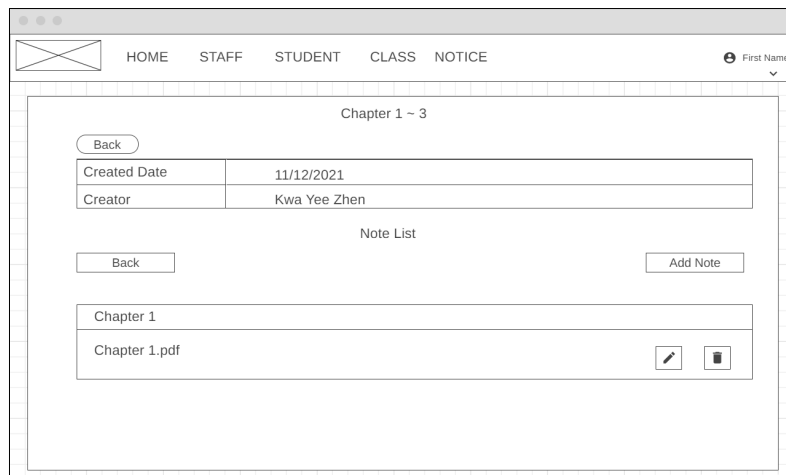 HOME STAFF STUDENT CLASS NOTICE First Name
Chapter 1 ~ 3
Back
Created Date 11/12/2021
Creator Kwa Yee Zhen
Note List
Back Add Note
Chapter 1
Chapter 1.pdf